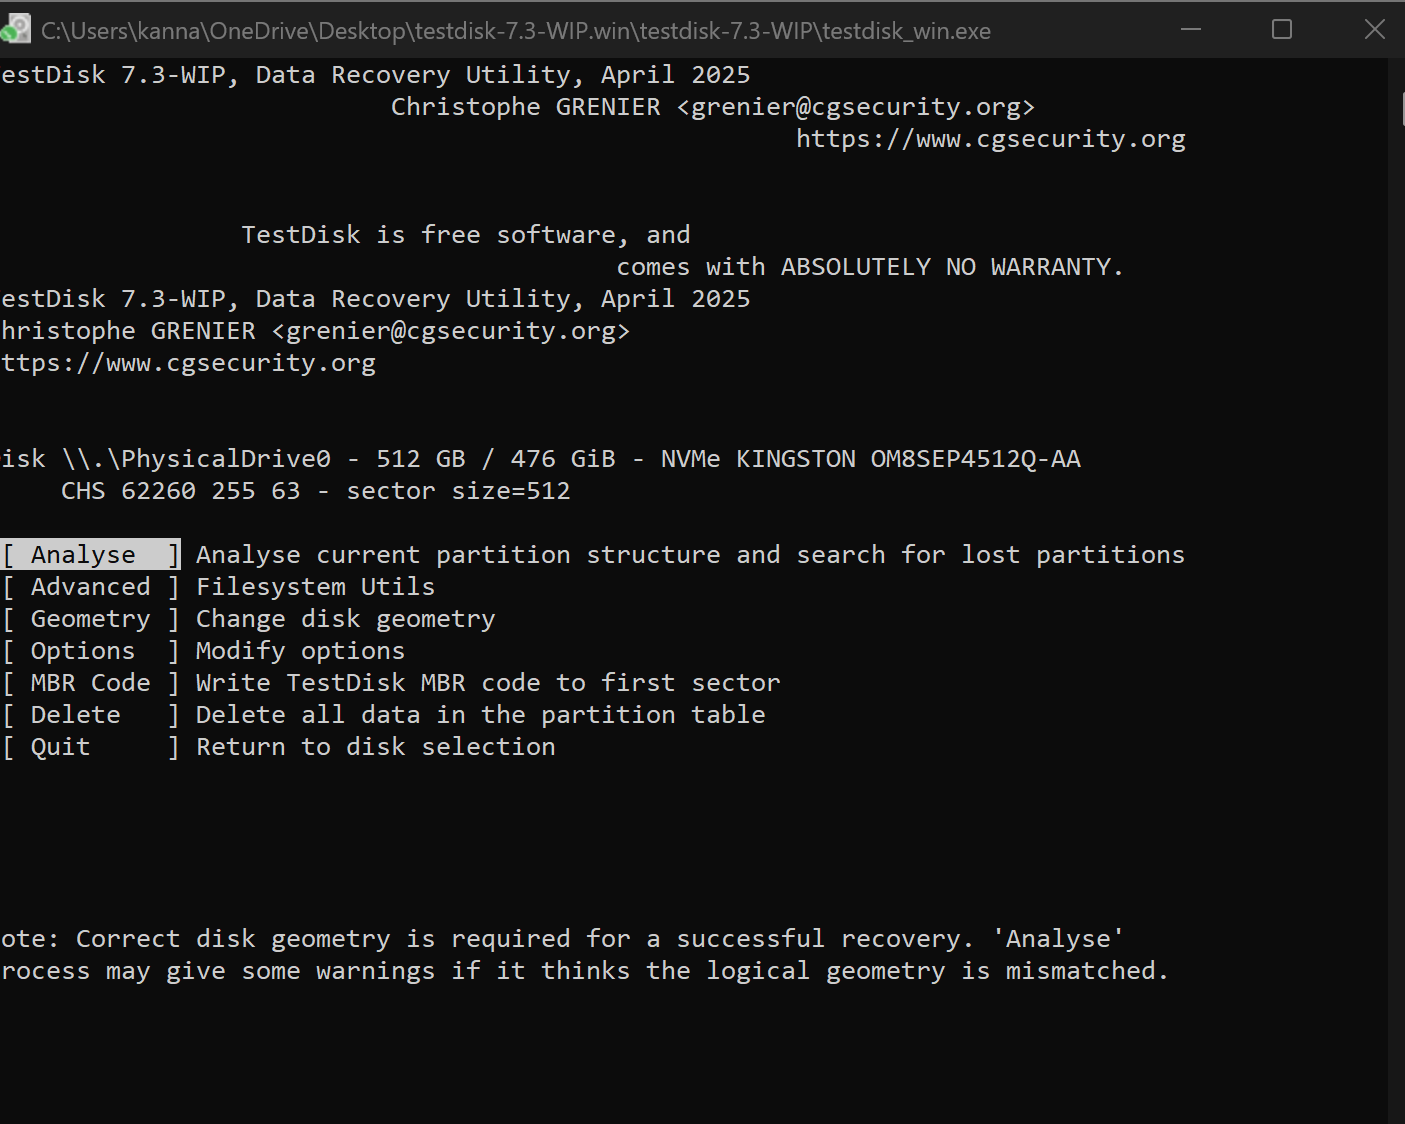 C:\Users\kanna\OneDrive\Desktop\testdisk-7.3-WIP.win\testdisk-7.3-WIP\testdisk_win.exe
estDisk 7.3-WIP, Data Recovery Utility, April 2025
Christophe GRENIER <grenier@cgsecurity.org>
https://www.cgsecurity.org
TestDisk is free software, and
comes with ABSOLUTELY NO WARRANTY.
estDisk 7.3-WIP, Data Recovery Utility, April 2025
hristophe GRENIER <grenier@cgsecurity.org>
ttps://www.cgsecurity.org
isk \\.\PhysicalDrive0 - 512 GB / 476 GiB - NVMe KINGSTON OM8SEP4512Q-AA
CHS 62260 255 63 - sector size=512
[ Analyse  ] Analyse current partition structure and search for lost partitions
[ Advanced ] Filesystem Utils
[ Geometry ] Change disk geometry
[ Options  ] Modify options
[ MBR Code ] Write TestDisk MBR code to first sector
[ Delete   ] Delete all data in the partition table
[ Quit     ] Return to disk selection
ote: Correct disk geometry is required for a successful recovery. 'Analyse'
rocess may give some warnings if it thinks the logical geometry is mismatched.